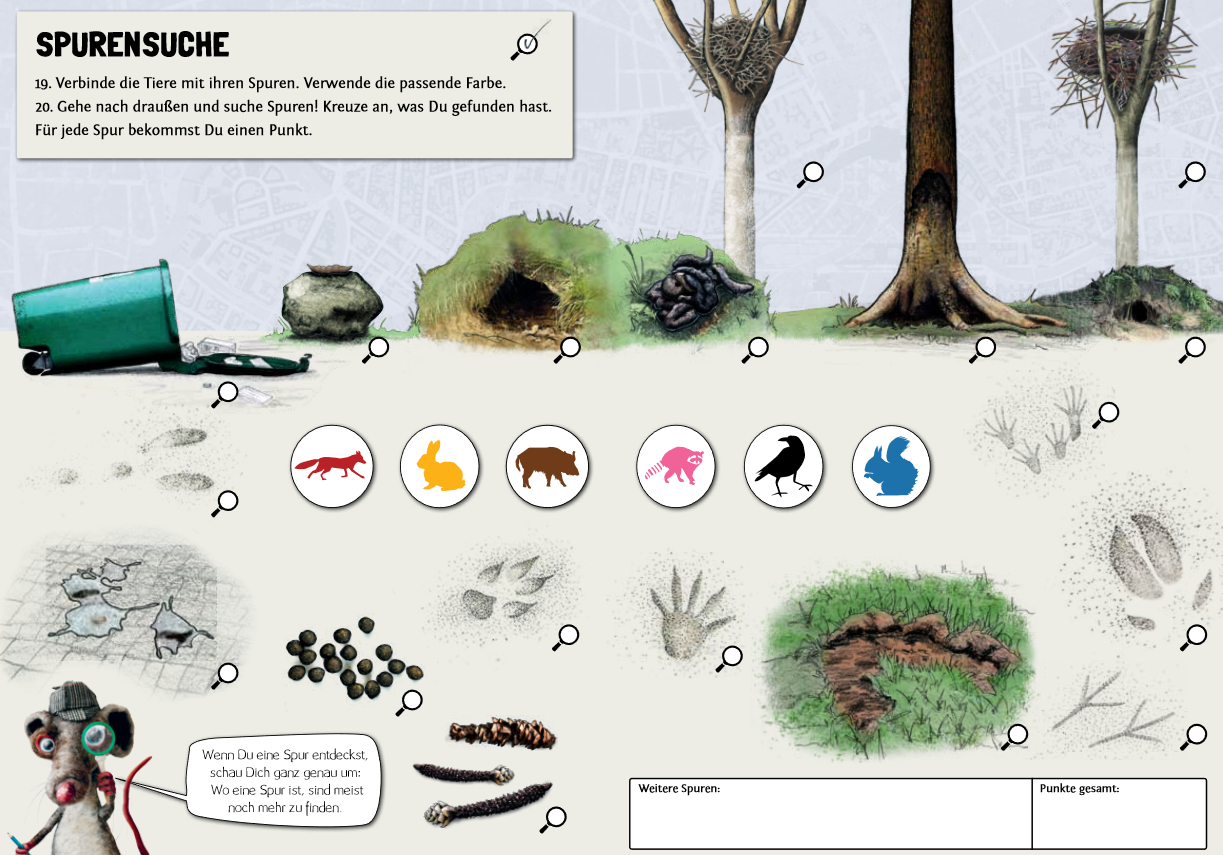 SPURENSUCHE
19. Verbinde die Tiere mit ihren Spuren. Verwende die passende Farbe.
20. Gehe nach draußen und suche Spuren! Kreuze an, was Du gefunden hast.
Für jede Spur bekommst Du einen Punkt.
Wenn Du eine Spur entdeckst,
schau Dich ganz genau um:
Wo eine Spur ist, sind meist
noch mehr zu finden.
Weitere Spuren:
Punkte gesamt: